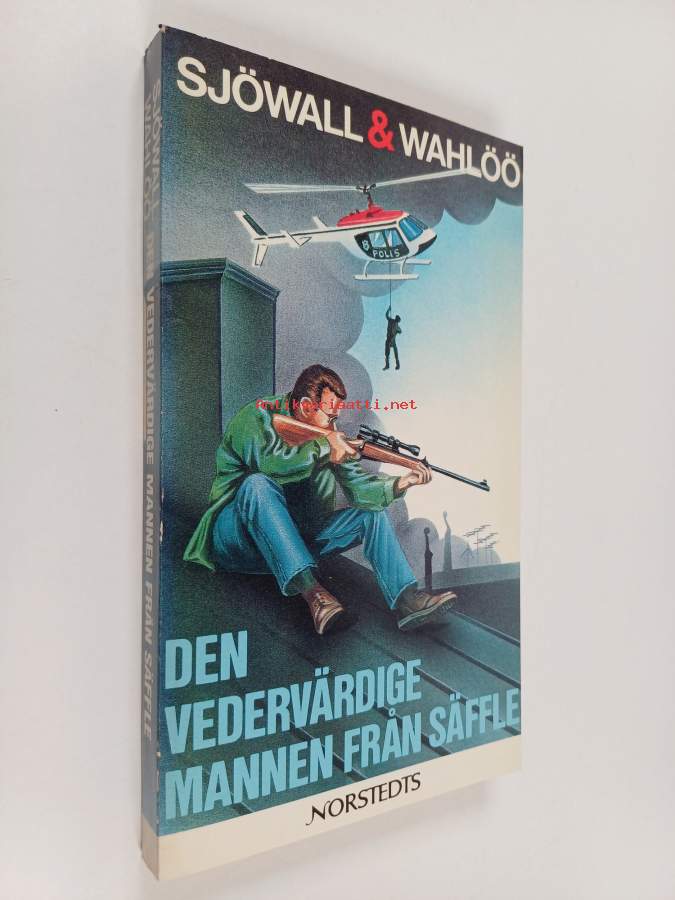 SJÖWALL & WAHLÖÖ
POLIS
Antikvariaatti.net
DEN
VEDERVÄRDIGE
MANNEN FRÅN SÄFFLE
NORSTEDTS
SJÖWALL &
WAHLÖÖ DEN VEDERVÄRDIGE MANNEN FRÅN SÄFFLE